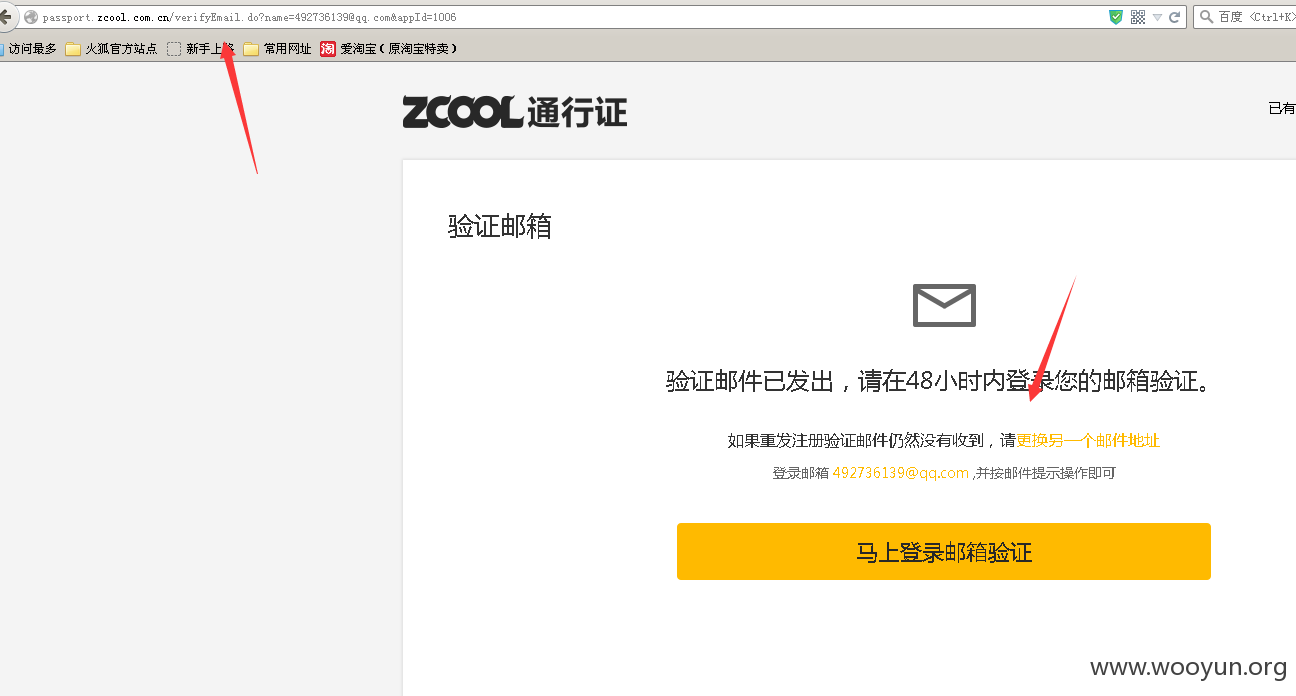 passport.zcool.com.cn/verifyEmail.do?name=492736139@qq.com&appId=1006
百度 <Ctrl+K>
访问最多 火狐官方站点 新手上路 常用网址 爱淘宝（原淘宝特卖）
ZCOOL通行证
已有
验证邮箱
验证邮件已发出，请在48小时内登录您的邮箱验证。
如果重发注册验证邮件仍然没有收到，请更换另一个邮件地址
登录邮箱 492736139@qq.com ,并按邮件提示操作即可
马上登录邮箱验证
www.wooyun.org